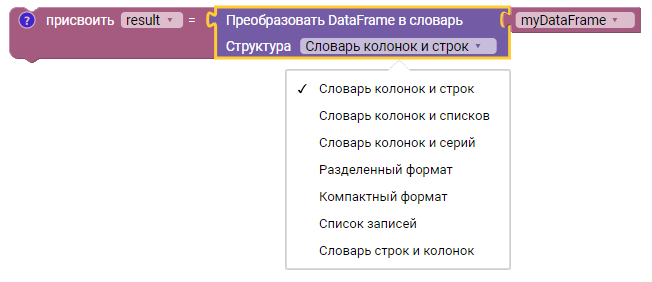 ? присвоить result = Преобразовать DataFrame в словарь myDataFrame
Структура Словарь колонок и строк
✓ Словарь колонок и строк
Словарь колонок и списков
Словарь колонок и серий
Разделенный формат
Компактный формат
Список записей
Словарь строк и колонок